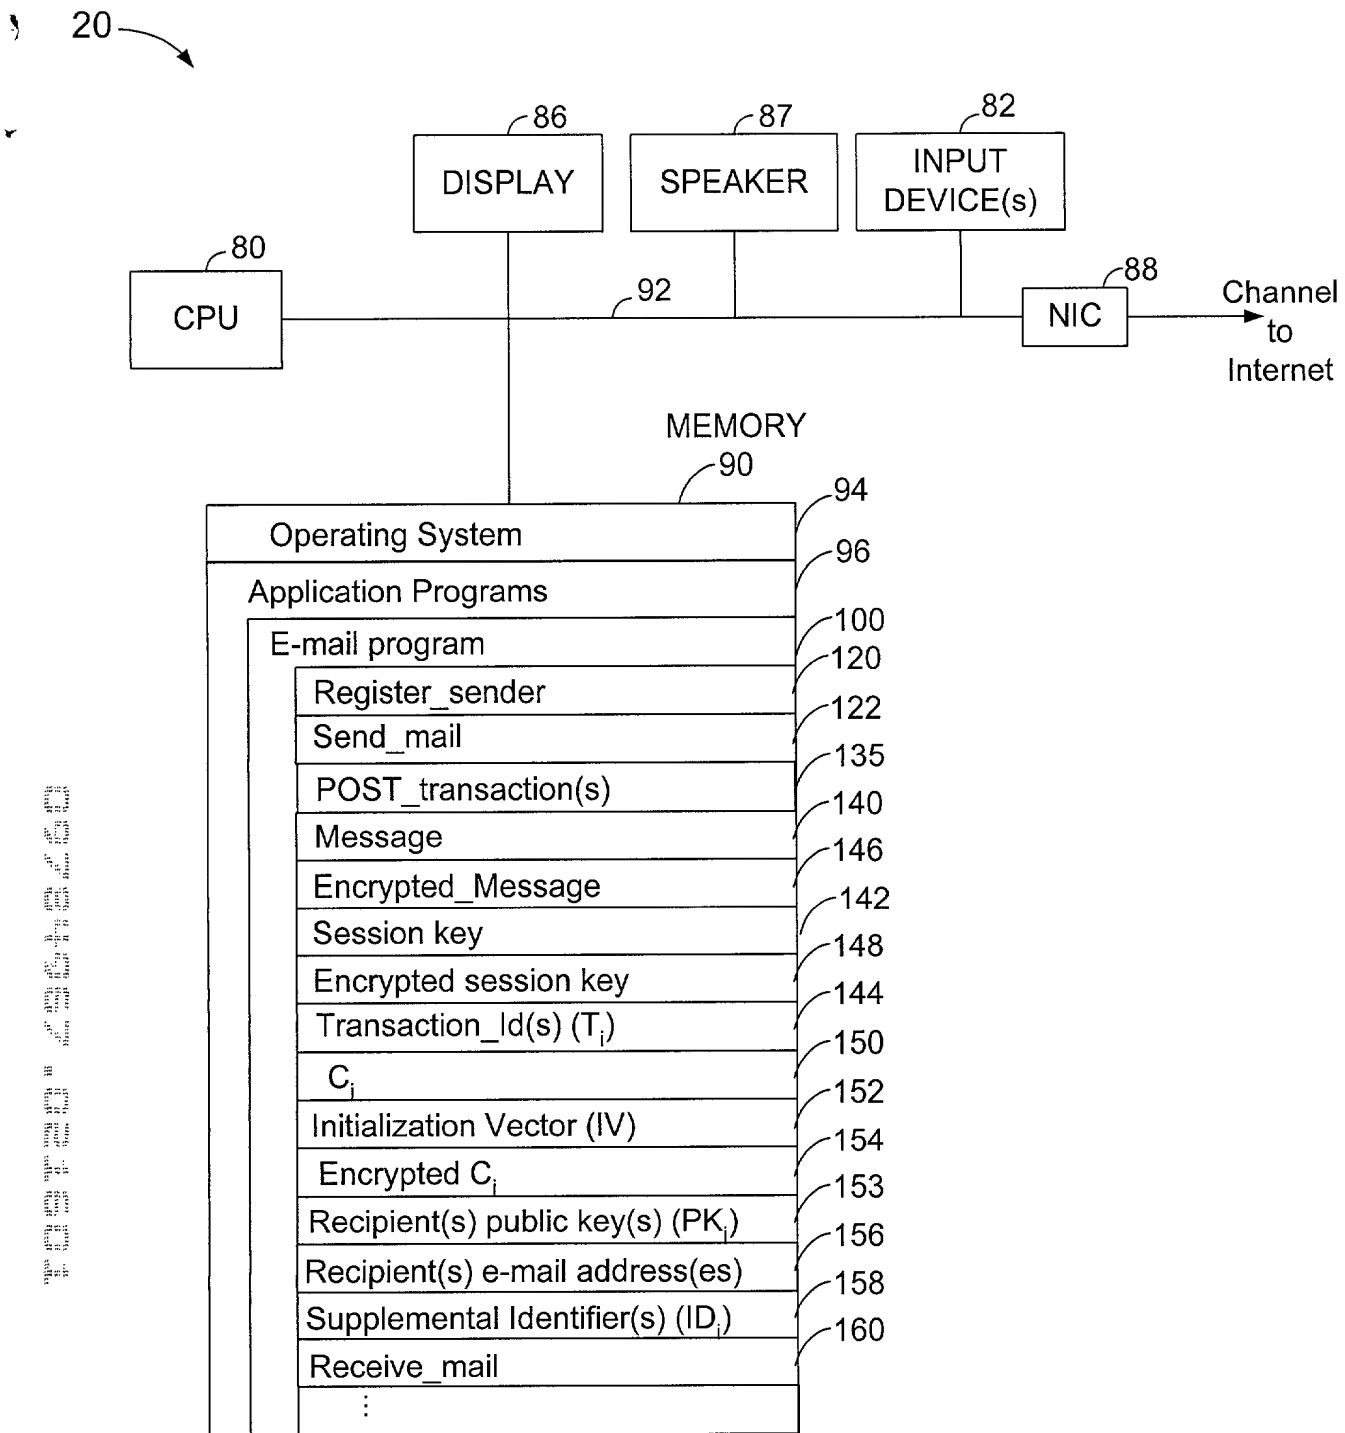 20
86
87
82
DISPLAY
SPEAKER
INPUT
DEVICE(s)
80
CPU
92
88
NIC
Channel
to
Internet
MEMORY
90
94
Operating System
96
Application Programs
100
E-mail program
120
Register_sender
122
Send_mail
135
POST_transaction(s)
140
Message
146
Encrypted_Message
142
Session key
148
Encrypted session key
144
Transaction_Id(s) (Ti)
150
Ci
152
Initialization Vector (IV)
154
Encrypted Ci
153
Recipient(s) public key(s) (PKi)
156
Recipient(s) e-mail address(es)
158
Supplemental Identifier(s) (IDi)
160
Receive_mail
⋮